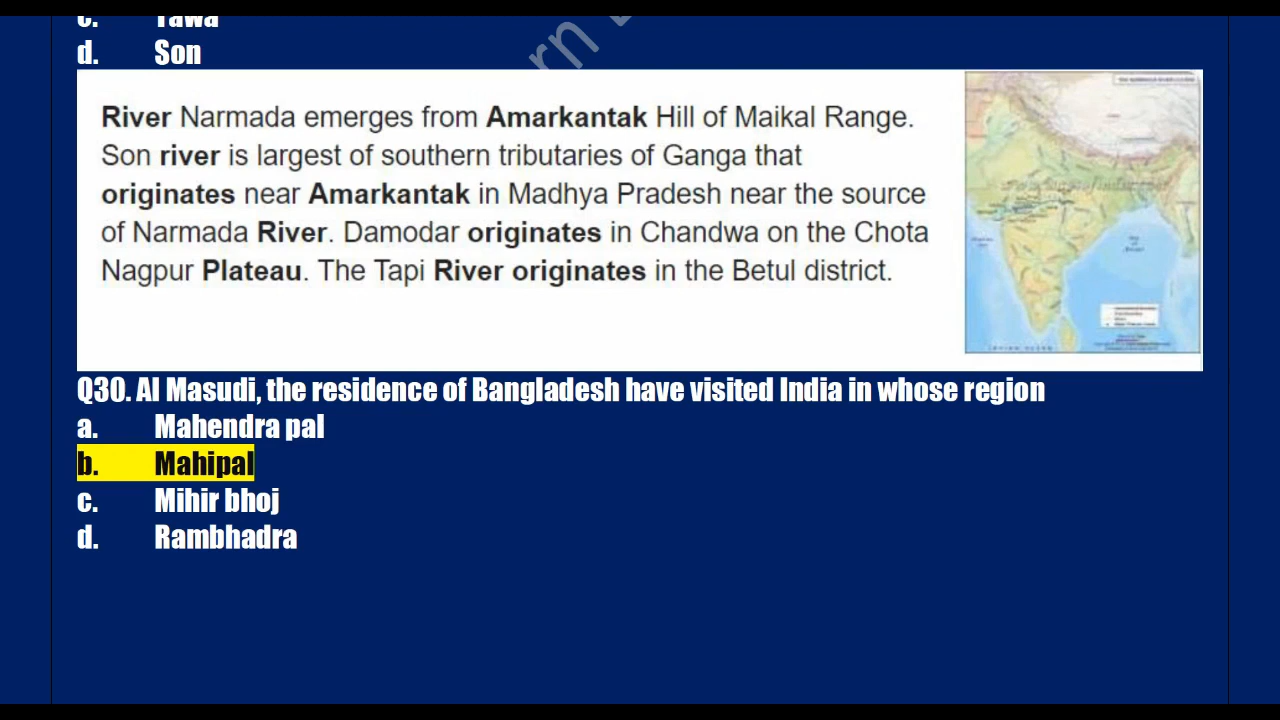 c. Tawa
d. Son
River Narmada emerges from Amarkantak Hill of Maikal Range.
Son river is largest of southern tributaries of Ganga that
originates near Amarkantak in Madhya Pradesh near the source
of Narmada River. Damodar originates in Chandwa on the Chota
Nagpur Plateau. The Tapi River originates in the Betul district.
Q30. Al Masudi, the residence of Bangladesh have visited India in whose region
a. Mahendra pal
b. Mahipal
c. Mihir bhoj
d. Rambhadra